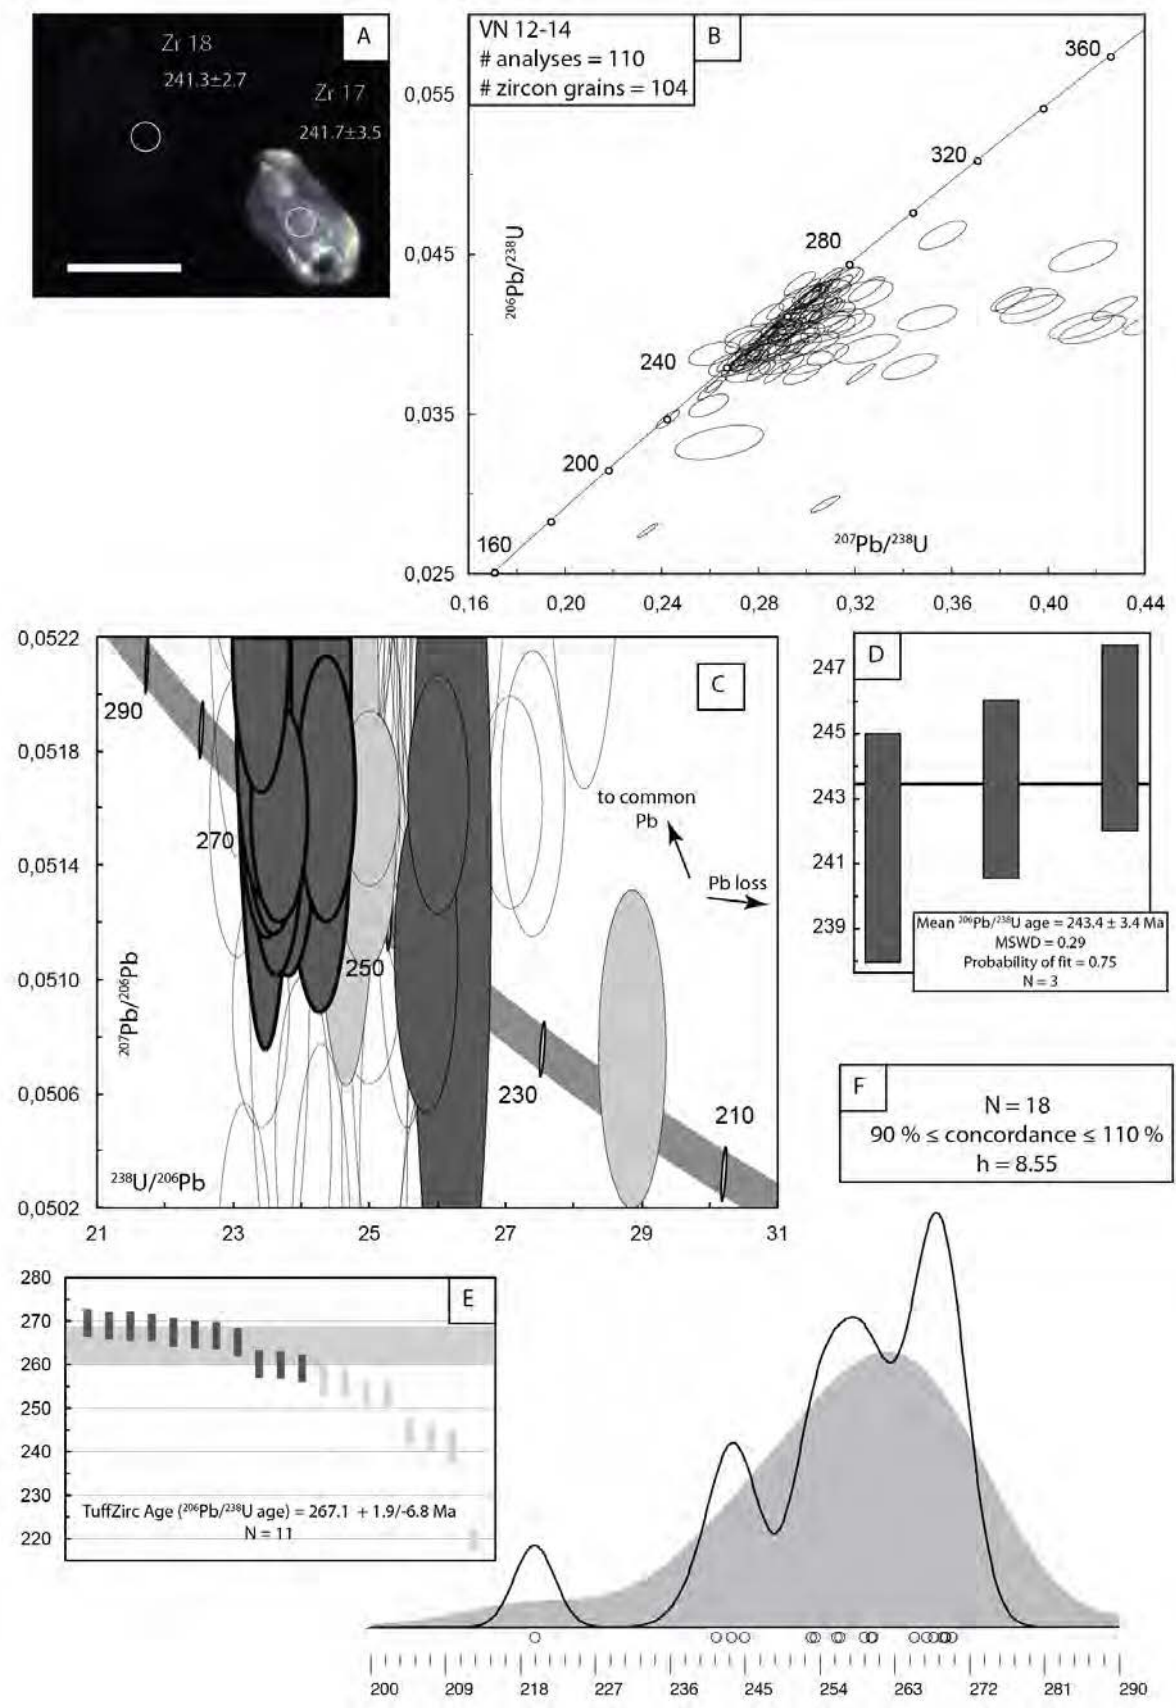 A
Zr 18
241.3±2.7
Zr 17
241.7±3.5
VN 12-14
# analyses = 110
# zircon grains = 104
B
360
320
280
240
200
160
0,055
0,045
0,035
0,025
²⁰⁶Pb/²³⁸U
²⁰⁷Pb/²³⁸U
0,16 0,20 0,24 0,28 0,32 0,36 0,40 0,44
C
0,0522
0,0518
0,0514
0,0510
0,0506
0,0502
²⁰⁷Pb/²⁰⁶Pb
290
270
250
230
210
to common
Pb
Pb loss
²³⁸U/²⁰⁶Pb
21 23 25 27 29 31
D
247
245
243
241
239
Mean ²⁰⁶Pb/²³⁸U age = 243.4 ± 3.4 Ma
MSWD = 0.29
Probability of fit = 0.75
N = 3
E
280
270
260
250
240
230
220
TuffZirc Age (²⁰⁶Pb/²³⁸U age) = 267.1 + 1.9/-6.8 Ma
N = 11
F
N = 18
90 % ≤ concordance ≤ 110 %
h = 8.55
200 209 218 227 236 245 254 263 272 281 290